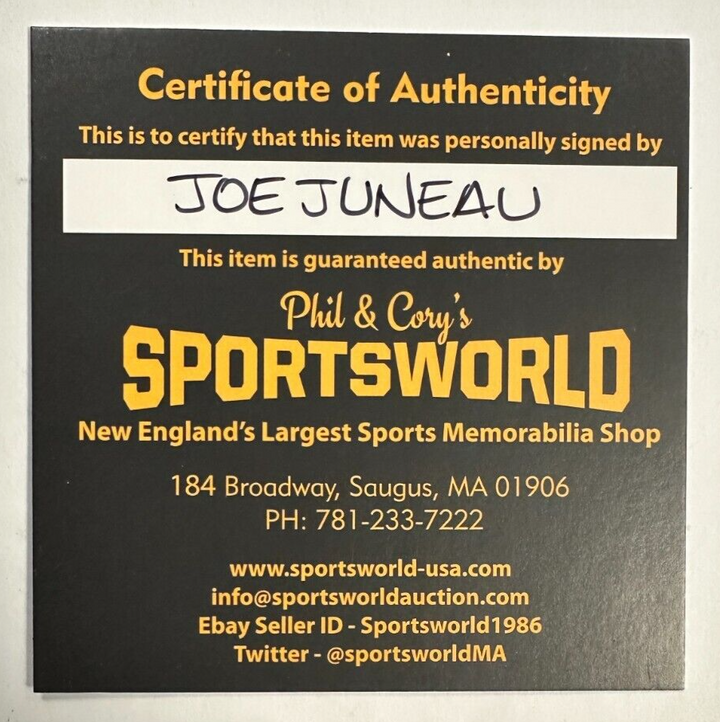 Certificate of Authenticity
This is to certify that this item was personally signed by
JOE JUNEAU
This item is guaranteed authentic by
Phil & Cory's
SPORTSWORLD
New England's Largest Sports Memorabilia Shop
184 Broadway, Saugus, MA 01906
PH: 781-233-7222
www.sportsworld-usa.com
info@sportsworldauction.com
Ebay Seller ID - Sportsworld1986
Twitter - @sportsworldMA